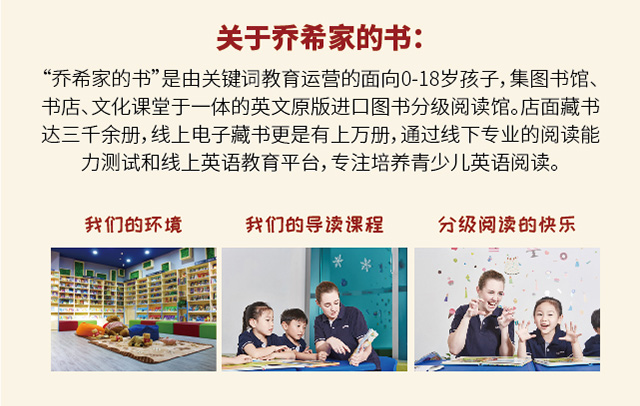 关于乔希家的书：
“乔希家的书”是由关键词教育运营的面向0-18岁孩子，集图书馆、
书店、文化课堂于一体的英文原版进口图书分级阅读馆。店面藏书
达三千余册，线上电子藏书更是有上万册，通过线下专业的阅读能
力测试和线上英语教育平台，专注培养青少儿英语阅读。
我们的环境
我们的导读课程
分级阅读的快乐